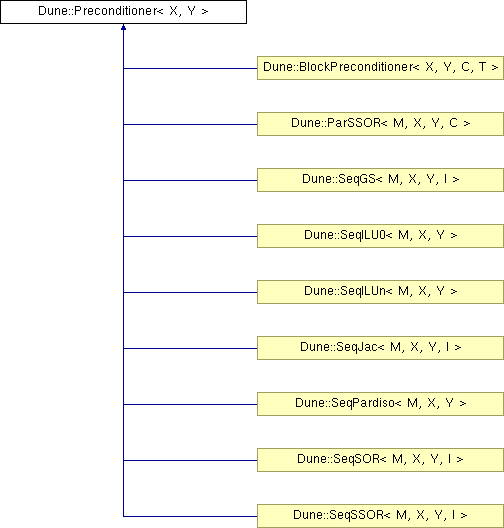 Dune::Preconditioner< X, Y >
Dune::BlockPreconditioner< X, Y, C, T >
Dune::ParSSOR< M, X, Y, C >
Dune::SeqGS< M, X, Y, l >
Dune::SeqILU0< M, X, Y >
Dune::SeqILUn< M, X, Y >
Dune::SeqJac< M, X, Y, l >
Dune::SeqPardiso< M, X, Y >
Dune::SeqSOR< M, X, Y, l >
Dune::SeqSSOR< M, X, Y, l >